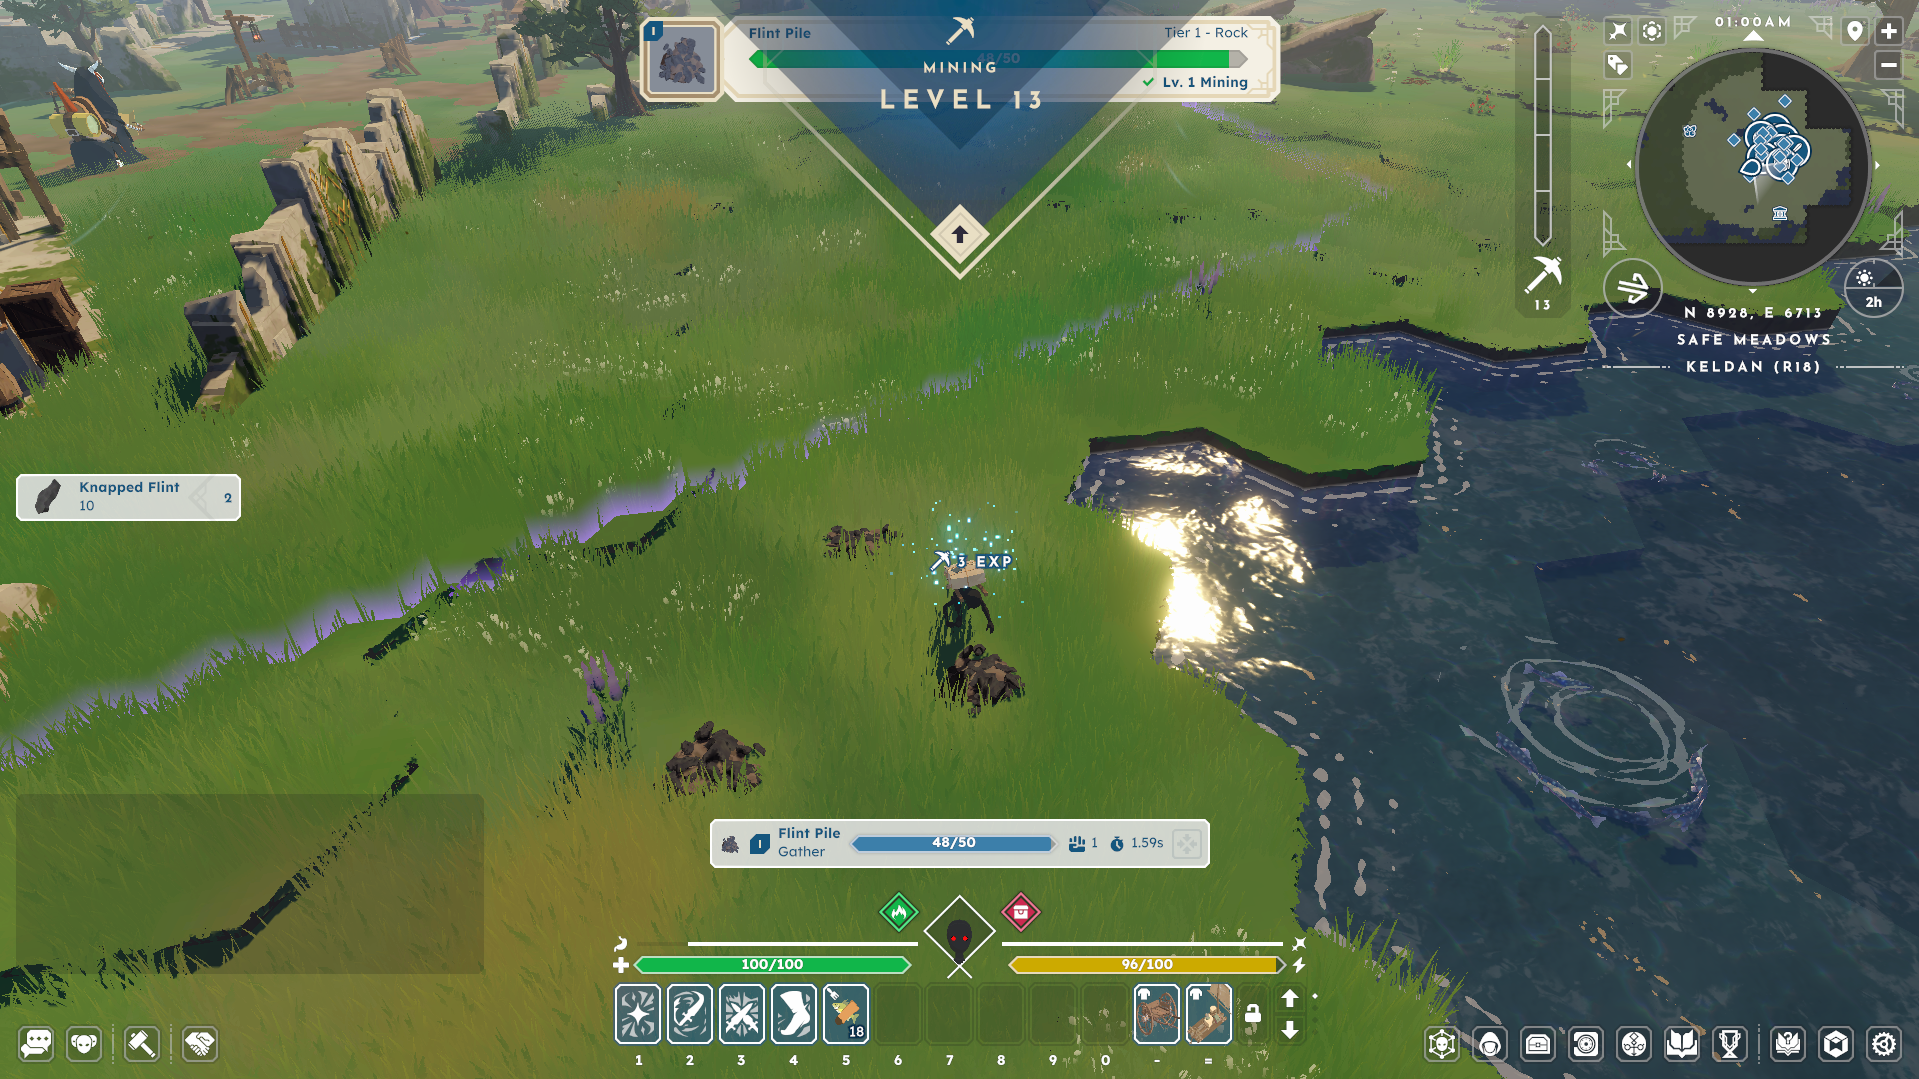 I
Flint Pile
Tier 1 - Rock
48/50
Lv. 1 Mining
MINING
LEVEL 13
01:00AM
13
2h
N 8928, E 6713
SAFE MEADOWS
KELDAN (R18)
Knapped Flint
10
2
3 EXP
I
Flint Pile
Gather
48/50
1
1.59s
100/100
96/100
18
1 2 3 4 5 6 7 8 9 0 - =